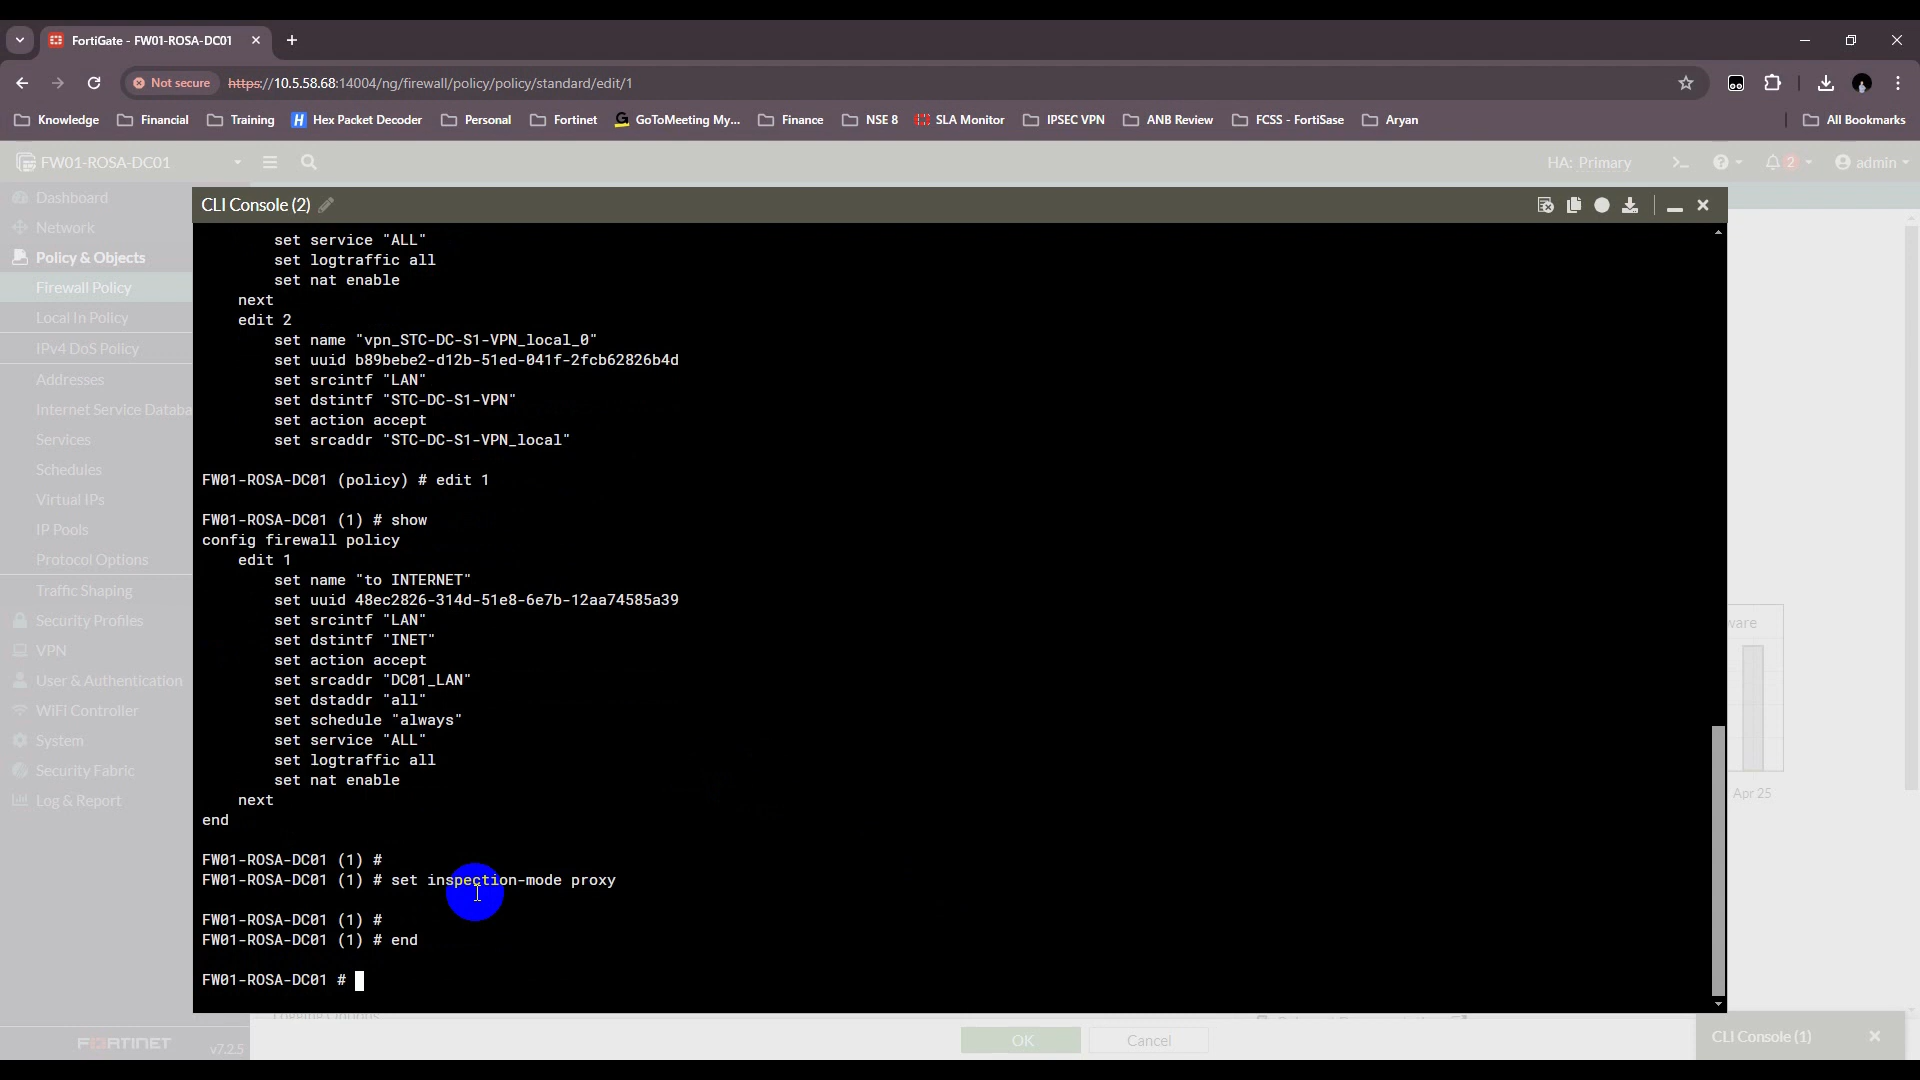 FortiGate - FW01-ROSA-DC01
Not secure https://10.5.58.68:14004/ng/firewall/policy/policy/standard/edit/1
Knowledge Financial Training Hex Packet Decoder Personal Fortinet GoToMeeting My... Finance NSE 8 SLA Monitor IPSEC VPN ANB Review FCSS - FortiSase Aryan All Bookmarks
FW01-ROSA-DC01 HA: Primary 2 admin
Dashboard
Network
Policy & Objects
Firewall Policy
Local In Policy
IPv4 DoS Policy
Addresses
Internet Service Databa
Services
Schedules
Virtual IPs
IP Pools
Protocol Options
Traffic Shaping
Security Profiles
VPN
User & Authentication
WiFi Controller
System
Security Fabric
Log & Report
FORTINET v7.2.5
CLI Console (2)
set service "ALL"
set logtraffic all
set nat enable
next
edit 2
set name "vpn_STC-DC-S1-VPN_local_0"
set uuid b89bebe2-d12b-51ed-041f-2fcb62826b4d
set srcintf "LAN"
set dstintf "STC-DC-S1-VPN"
set action accept
set srcaddr "STC-DC-S1-VPN_local"
FW01-ROSA-DC01 (policy) # edit 1
FW01-ROSA-DC01 (1) # show
config firewall policy
edit 1
set name "to INTERNET"
set uuid 48ec2826-314d-51e8-6e7b-12aa74585a39
set srcintf "LAN"
set dstintf "INET"
set action accept
set srcaddr "DC01_LAN"
set dstaddr "all"
set schedule "always"
set service "ALL"
set logtraffic all
set nat enable
next
end
FW01-ROSA-DC01 (1) #
FW01-ROSA-DC01 (1) # set inspection-mode proxy
FW01-ROSA-DC01 (1) #
FW01-ROSA-DC01 (1) # end
FW01-ROSA-DC01 #
ware
Apr 25
OK Cancel
CLI Console (1)